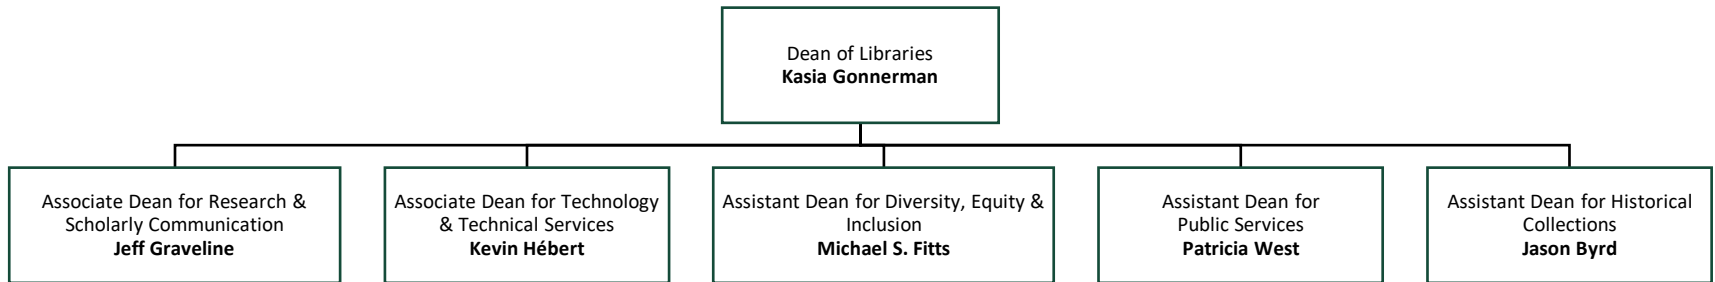 Dean of Libraries
Kasia Gonnerman
Associate Dean for Research &
Scholarly Communication
Jeff Graveline
Associate Dean for Technology
& Technical Services
Kevin Hébert
Assistant Dean for Diversity, Equity &
Inclusion
Michael S. Fitts
Assistant Dean for
Public Services
Patricia West
Assistant Dean for Historical
Collections
Jason Byrd